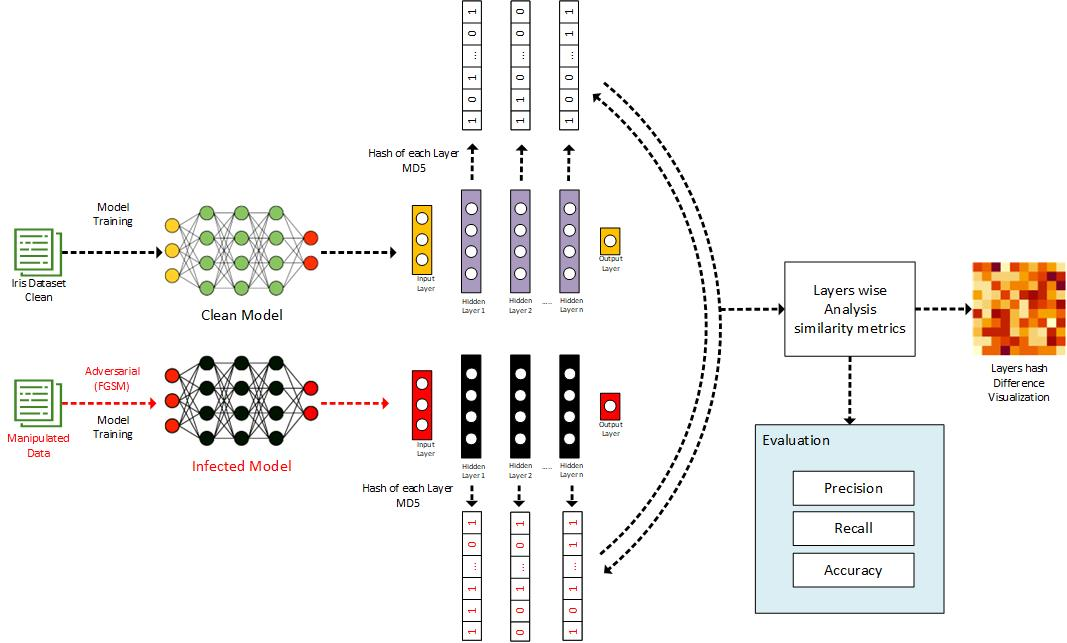 1 0 1 ... 0 1
1 1 0 ... 0 0
1 0 0 ... 1 1
Hash of each Layer
MD5
Model
Training
Iris Dataset
Clean
Clean Model
Input
Layer
Hidden
Layer 1
Hidden
Layer 2
.....
Hidden
Layer n
Output
Layer
Layers wise
Analysis
similarity metrics
Layers hash
Difference
Visualization
Adversarial
(FGSM)
Model
Training
Manipulated
Data
Infected Model
Input
Layer
Hidden
Layer 1
Hidden
Layer 2
.....
Hidden
Layer n
Output
Layer
Hash of each Layer
MD5
1 1 1 ... 0 1
0 0 1 ... 0 1
1 0 1 ... 1 1
Evaluation
Precision
Recall
Accuracy